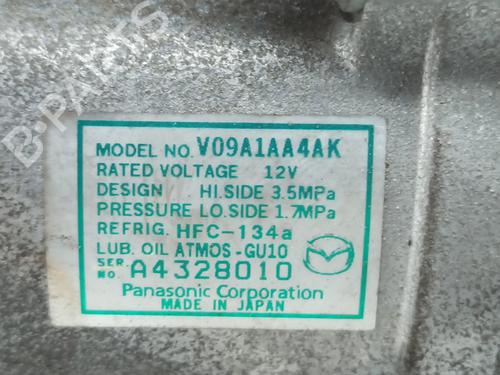 B-PARTS
MODEL NO. V09A1AA4AK
RATED VOLTAGE 12V
DESIGN HI.SIDE 3.5MPa
PRESSURE LO.SIDE 1.7MPa
REFRIG. HFC-134a
LUB. OIL ATMOS-GU10
SER. NO. A4328010
Panasonic Corporation
MADE IN JAPAN